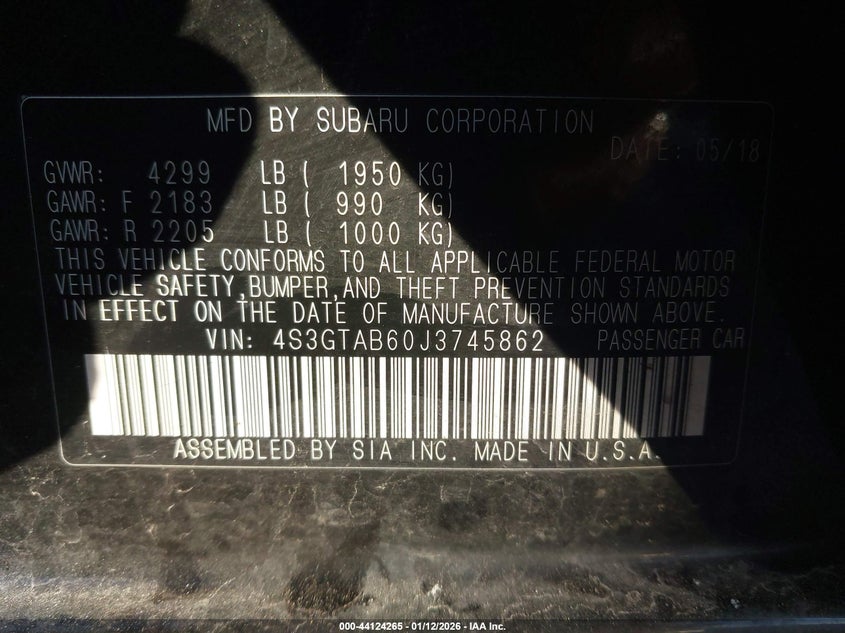 MFD BY SUBARU CORPORATION
DATE: 05/18
GVWR: 4299 LB ( 1950 KG)
GAWR: F 2183 LB ( 990 KG)
GAWR: R 2205 LB ( 1000 KG)
THIS VEHICLE CONFORMS TO ALL APPLICABLE FEDERAL MOTOR
VEHICLE SAFETY,BUMPER,AND THEFT PREVENTION STANDARDS
IN EFFECT ON THE DATE OF MANUFACTURE SHOWN ABOVE.
VIN: 4S3GTAB60J3745862 PASSENGER CAR
ASSEMBLED BY SIA INC. MADE IN U.S.A.
000-44124265 - 01/12/2026 - IAA Inc.